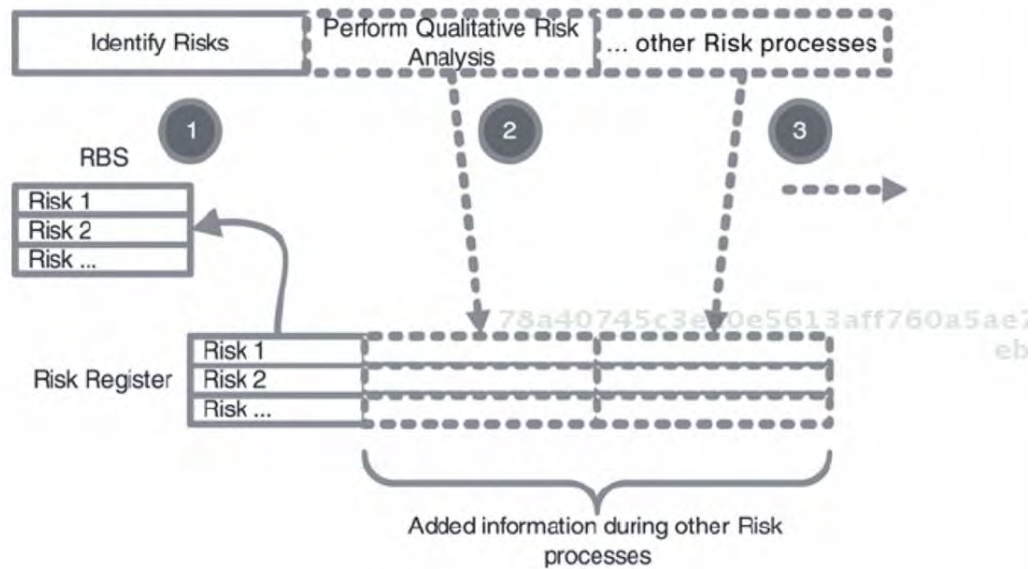 Identify Risks
Perform Qualitative Risk
Analysis
... other Risk processes
1
2
3
RBS
Risk 1
Risk 2
Risk ...
Risk Register
Risk 1
Risk 2
Risk ...
Added information during other Risk
processes